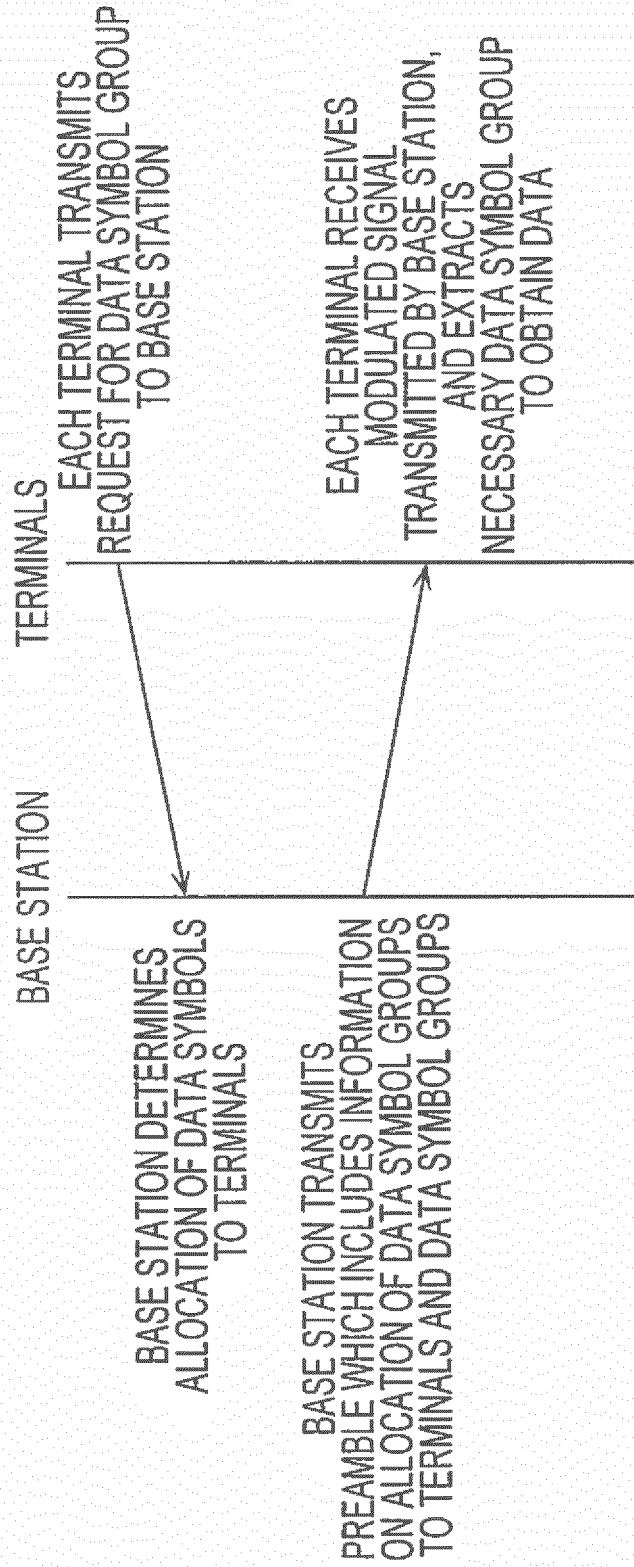 BASE STATION
TERMINALS
EACH TERMINAL TRANSMITS
REQUEST FOR DATA SYMBOL GROUP
TO BASE STATION
BASE STATION DETERMINES
ALLOCATION OF DATA SYMBOLS
TO TERMINALS
BASE STATION TRANSMITS
PREAMBLE WHICH INCLUDES INFORMATION
ON ALLOCATION OF DATA SYMBOL GROUPS
TO TERMINALS AND DATA SYMBOL GROUPS
EACH TERMINAL RECEIVES
MODULATED SIGNAL
TRANSMITTED BY BASE STATION,
AND EXTRACTS
NECESSARY DATA SYMBOL GROUP
TO OBTAIN DATA